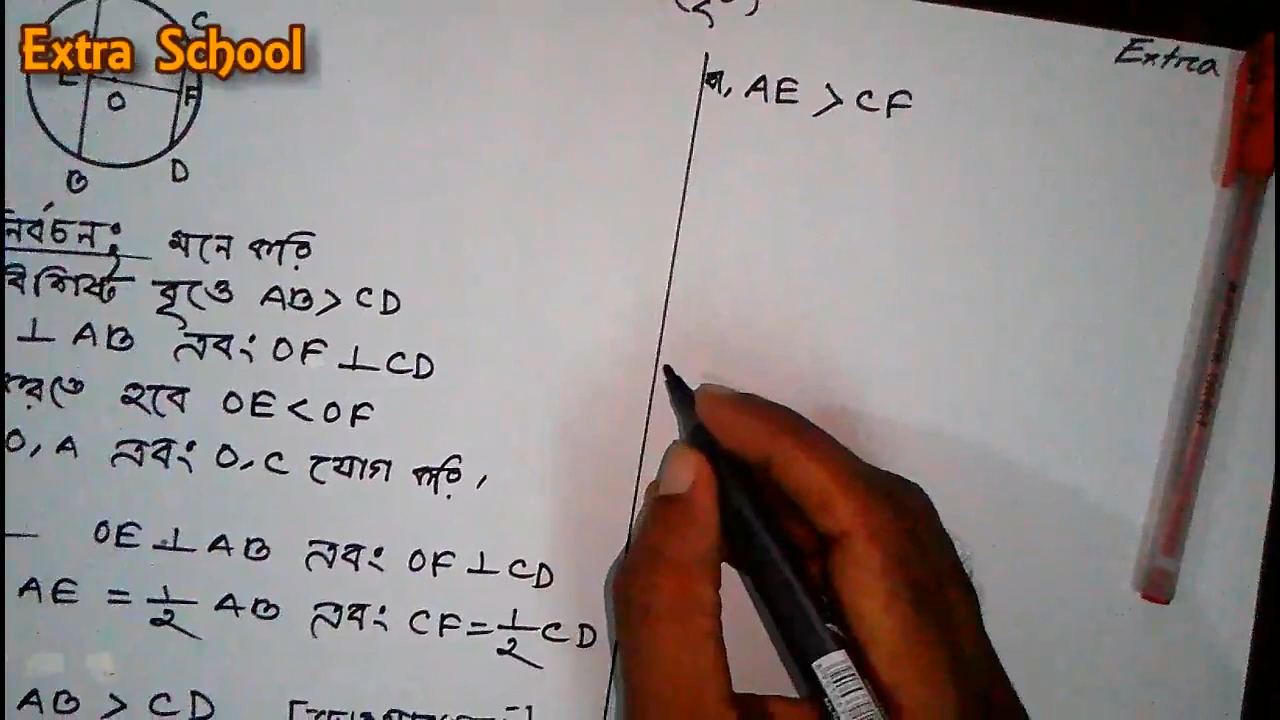 Extra School
C
E
O
F
B
D
নির্বচন: মনে করি
বিশিষ্ট বৃত্তে AB > CD
⊥ AB এবং OF ⊥ CD
করতে হবে OE < OF
O, A এবং O, C যোগ করি,
OE ⊥ AB এবং OF ⊥ CD
AE = 1/2 AB এবং CF = 1/2 CD
AB > CD
বা, AE > CF
Extra